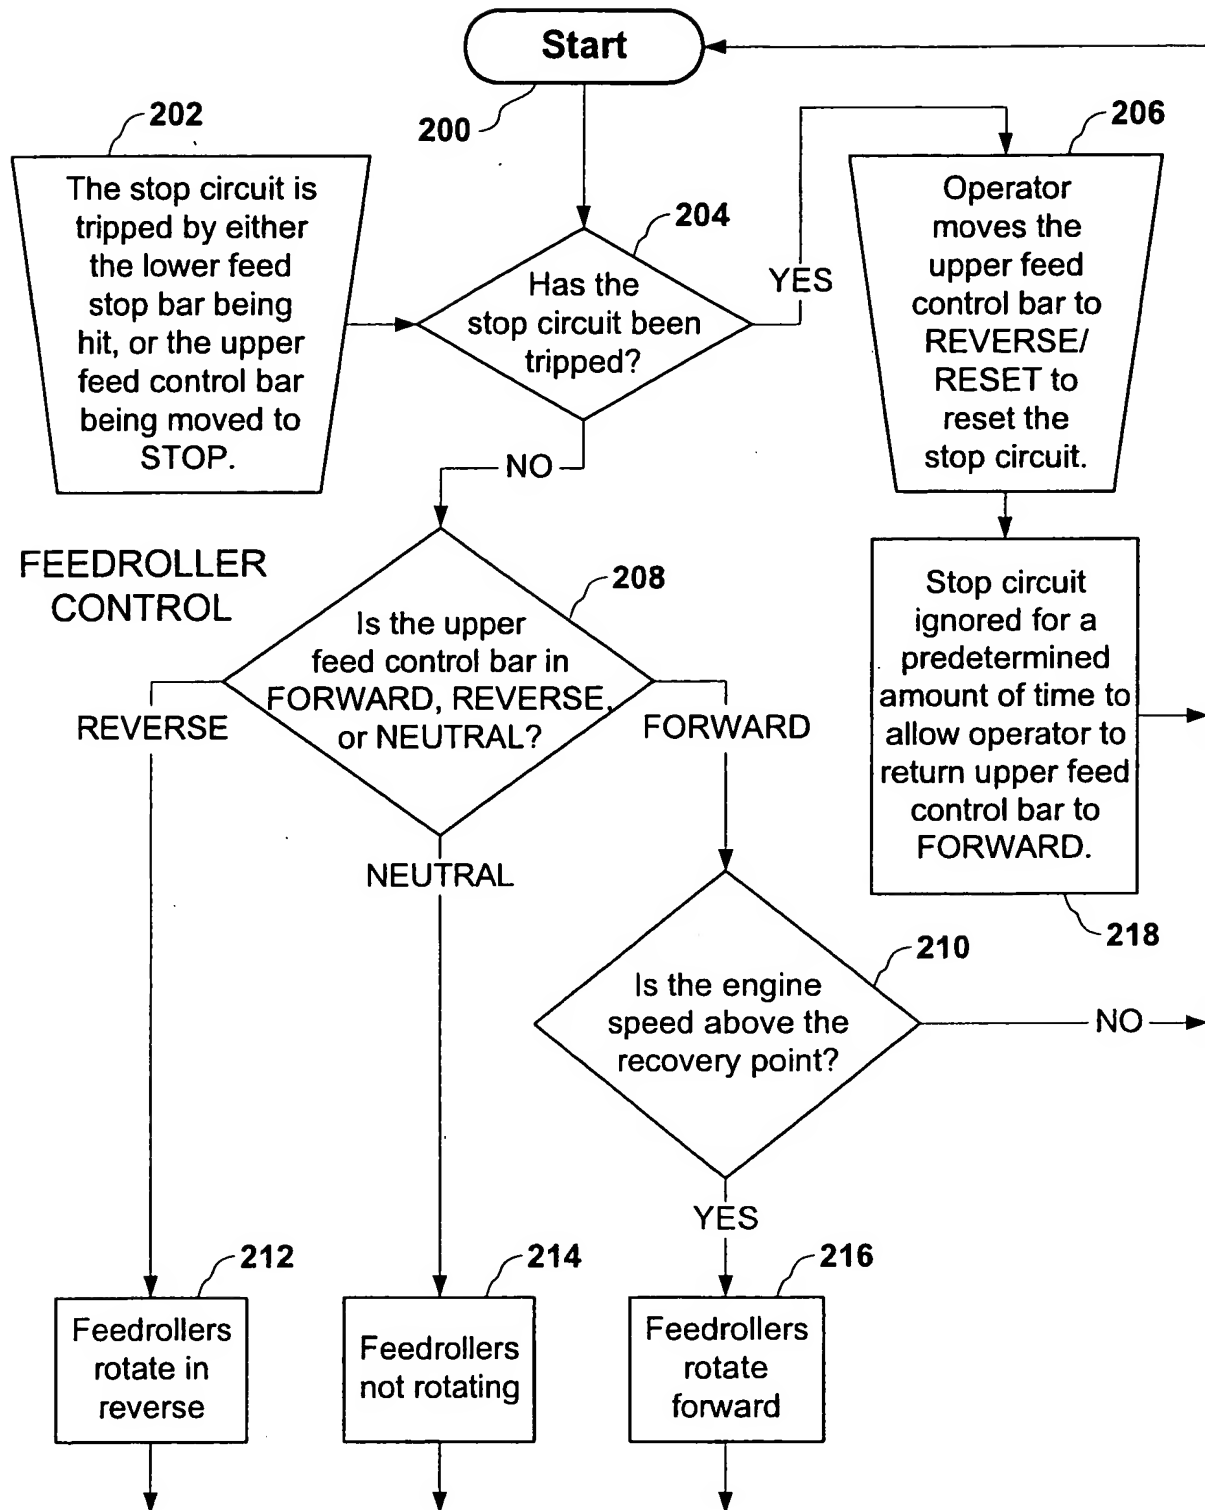 Start
200
202
The stop circuit is
tripped by either
the lower feed
stop bar being
hit, or the upper
feed control bar
being moved to
STOP.
204
Has the
stop circuit been
tripped?
YES
206
Operator
moves the
upper feed
control bar to
REVERSE/
RESET to
reset the
stop circuit.
NO
FEEDROLLER
CONTROL
208
Is the upper
feed control bar in
FORWARD, REVERSE,
or NEUTRAL?
REVERSE
FORWARD
NEUTRAL
Stop circuit
ignored for a
predetermined
amount of time to
allow operator to
return upper feed
control bar to
FORWARD.
218
210
Is the engine
speed above the
recovery point?
NO
YES
212
Feedrollers
rotate in
reverse
214
Feedrollers
not rotating
216
Feedrollers
rotate
forward